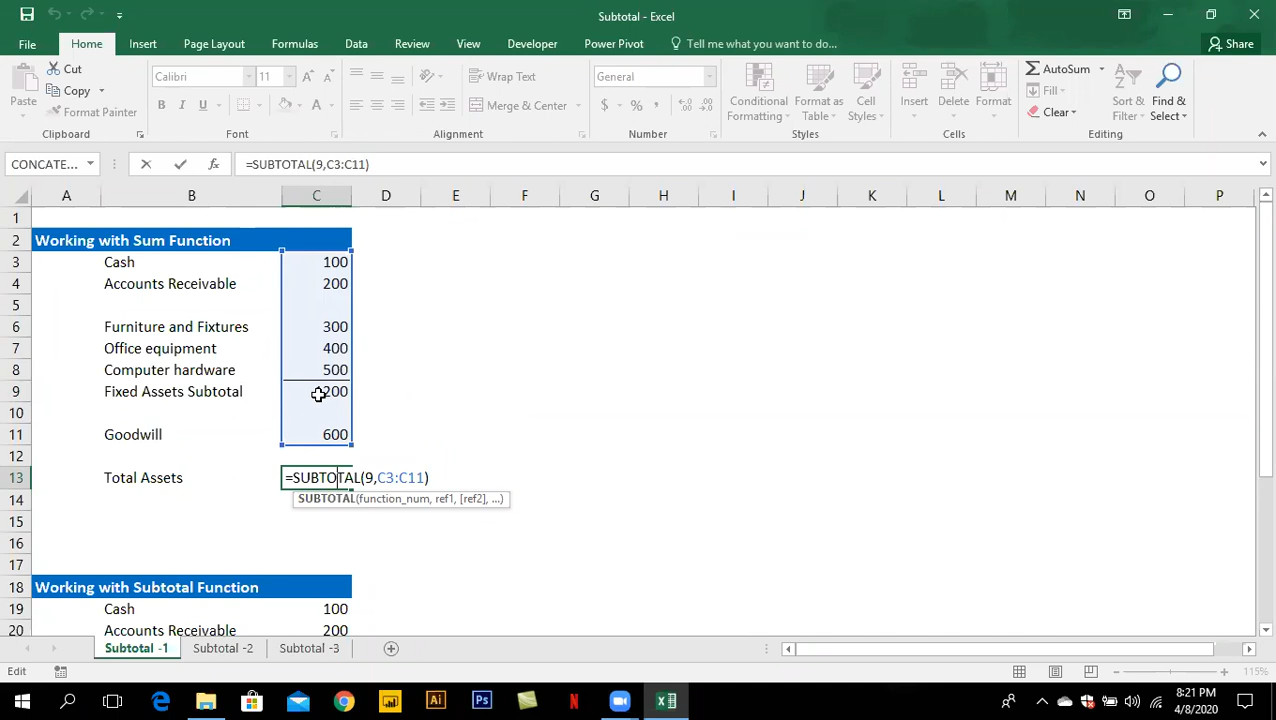 Subtotal - Excel
File Home Insert Page Layout Formulas Data Review View Developer Power Pivot Tell me what you want to do... Share
Paste Cut Copy Format Painter
Calibri 11
B I U
Wrap Text
Merge & Center
General
$ % ,
Conditional Formatting
Format as Table
Cell Styles
Insert Delete Format
AutoSum
Fill
Clear
Sort & Filter
Find & Select
Clipboard Font Alignment Number Styles Cells Editing
CONCATE... fx =SUBTOTAL(9,C3:C11)
A B C D E F G H I J K L M N O P
1
2 Working with Sum Function
3 Cash 100
4 Accounts Receivable 200
5
6 Furniture and Fixtures 300
7 Office equipment 400
8 Computer hardware 500
9 Fixed Assets Subtotal 200
10
11 Goodwill 600
12
13 Total Assets =SUBTOTAL(9,C3:C11)
14 SUBTOTAL(function_num, ref1, [ref2], ...)
15
16
17
18 Working with Subtotal Function
19 Cash 100
20 Accounts Receivable 200
Subtotal -1 Subtotal -2 Subtotal -3
Edit 115%
Ai Ps N
8:21 PM
4/8/2020